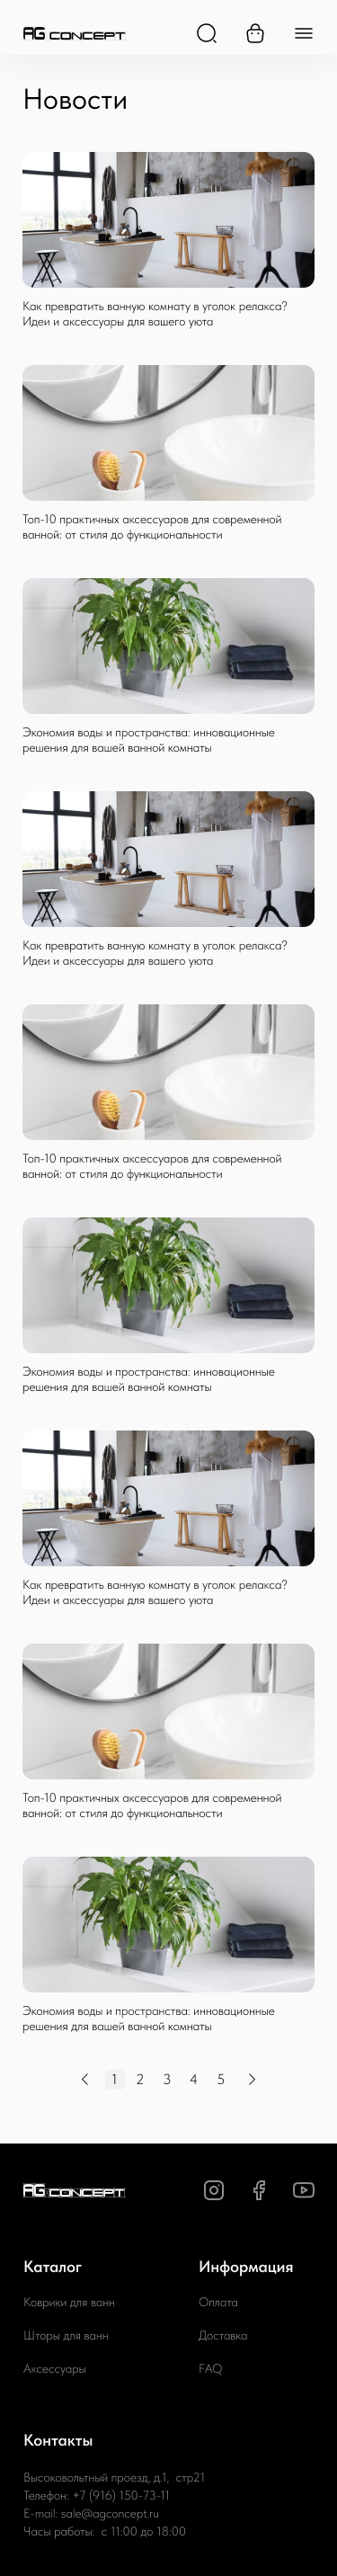 AG CONCEPT
Новости
Как превратить ванную комнату в уголок релакса?
Идеи и аксессуары для вашего уюта
Топ-10 практичных аксессуаров для современной
ванной: от стиля до функциональности
Экономия воды и пространства: инновационные
решения для вашей ванной комнаты
Как превратить ванную комнату в уголок релакса?
Идеи и аксессуары для вашего уюта
Топ-10 практичных аксессуаров для современной
ванной: от стиля до функциональности
Экономия воды и пространства: инновационные
решения для вашей ванной комнаты
Как превратить ванную комнату в уголок релакса?
Идеи и аксессуары для вашего уюта
Топ-10 практичных аксессуаров для современной
ванной: от стиля до функциональности
Экономия воды и пространства: инновационные
решения для вашей ванной комнаты
1 2 3 4 5
AG CONCEPT
Каталог
Коврики для ванн
Шторы для ванн
Аксессуары
Информация
Оплата
Доставка
FAQ
Контакты
Высоковольтный проезд, д.1, стр21
Телефон: +7 (916) 150-73-11
E-mail: sale@agconcept.ru
Часы работы: с 11:00 до 18:00